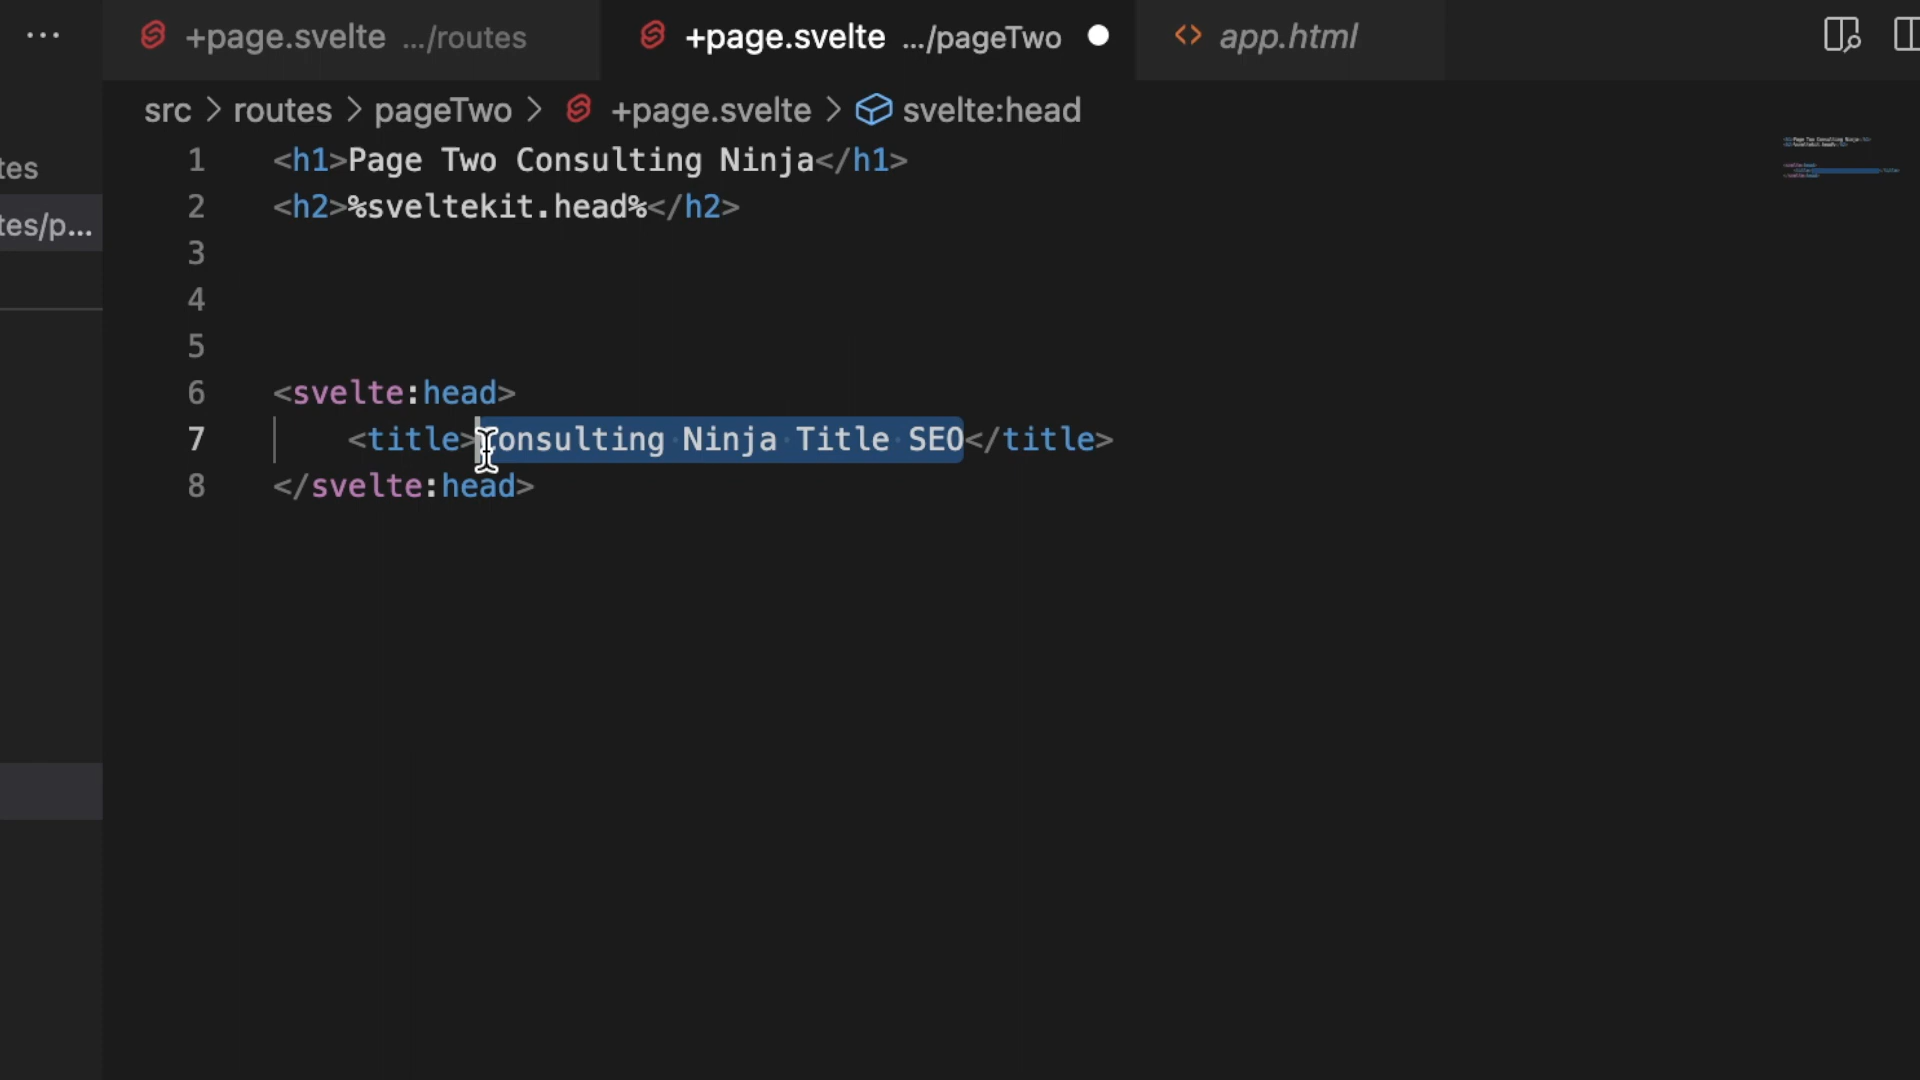 ... +page.svelte .../routes +page.svelte .../pageTwo app.html
src > routes > pageTwo > +page.svelte > svelte:head
tes
tes/p...
1 <h1>Page Two Consulting Ninja</h1>
2 <h2>%sveltekit.head%</h2>
3
4
5
6 <svelte:head>
7 <title>Consulting Ninja Title SEO</title>
8 </svelte:head>